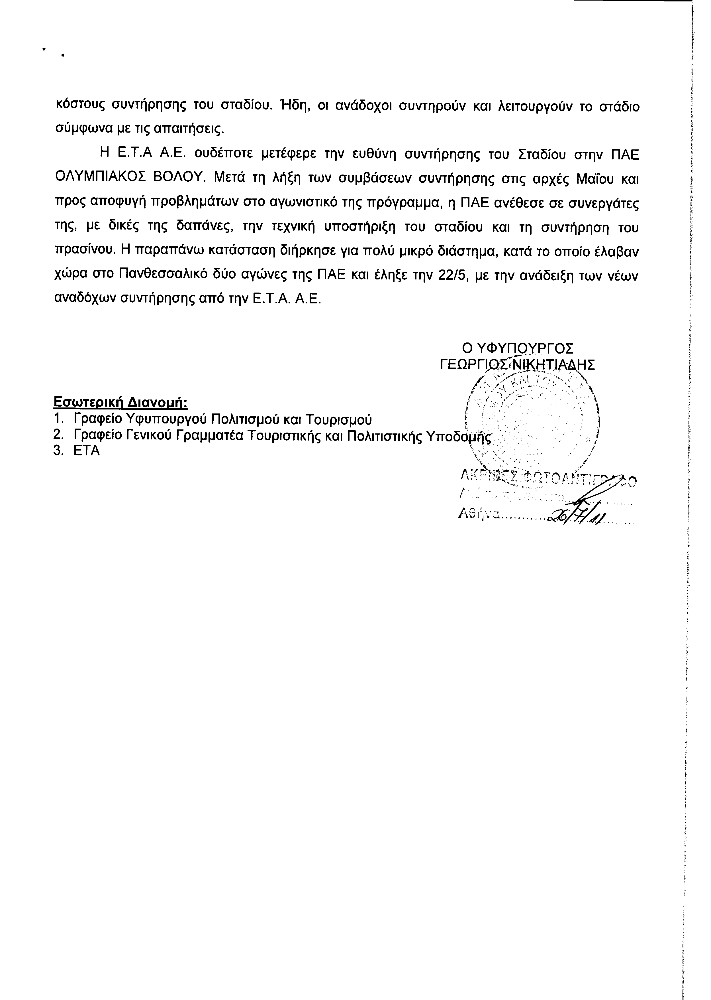 κόστους συντήρησης του σταδίου. Ήδη, οι ανάδοχοι συντηρούν και λειτουργούν το στάδιο
σύμφωνα με τις απαιτήσεις.
Η Ε.Τ.Α Α.Ε. ουδέποτε μετέφερε την ευθύνη συντήρησης του Σταδίου στην ΠΑΕ
ΟΛΥΜΠΙΑΚΟΣ ΒΟΛΟΥ. Μετά τη λήξη των συμβάσεων συντήρησης στις αρχές Μαΐου και
προς αποφυγή προβλημάτων στο αγωνιστικό της πρόγραμμα, η ΠΑΕ ανέθεσε σε συνεργάτες
της, με δικές της δαπάνες, την τεχνική υποστήριξη του σταδίου και τη συντήρηση του
πρασίνου. Η παραπάνω κατάσταση διήρκησε για πολύ μικρό διάστημα, κατά το οποίο έλαβαν
χώρα στο Πανθεσσαλικό δύο αγώνες της ΠΑΕ και έληξε την 22/5, με την ανάδειξη των νέων
αναδόχων συντήρησης από την Ε.Τ.Α. Α.Ε.
Ο ΥΦΥΠΟΥΡΓΟΣ
ΓΕΩΡΓΙΟΣ ΝΙΚΗΤΙΑΔΗΣ
ΚΑΙ ΤΟΥ
Εσωτερική Διανομή:
1. Γραφείο Υφυπουργού Πολιτισμού και Τουρισμού
2. Γραφείο Γενικού Γραμματέα Τουριστικής και Πολιτιστικής Υποδομής
3. ΕΤΑ
ΑΚΡΙΒΕΣ ΦΩΤΟΑΝΤΙΓΡΑΦΟ
Από το πρωτότυπο..................
Αθήνα...........26/7/11.........